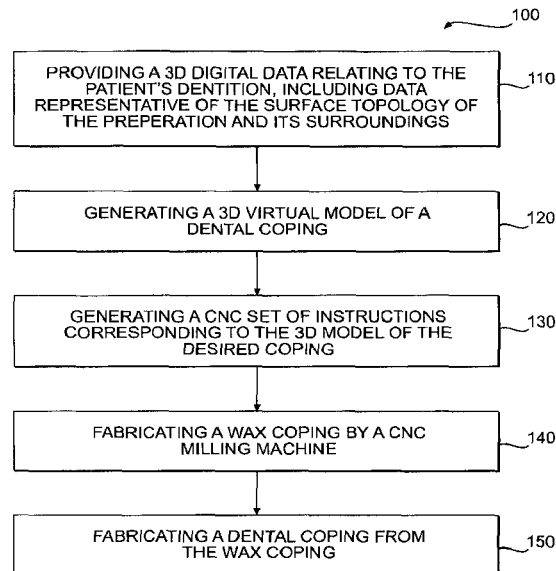 100
PROVIDING A 3D DIGITAL DATA RELATING TO THE
PATIENT'S DENTITION, INCLUDING DATA
REPRESENTATIVE OF THE SURFACE TOPOLOGY OF
THE PREPERATION AND ITS SURROUNDINGS
110
GENERATING A 3D VIRTUAL MODEL OF A
DENTAL COPING
120
GENERATING A CNC SET OF INSTRUCTIONS
CORRESPONDING TO THE 3D MODEL OF THE
DESIRED COPING
130
FABRICATING A WAX COPING BY A CNC
MILLING MACHINE
140
FABRICATING A DENTAL COPING FROM
THE WAX COPING
150